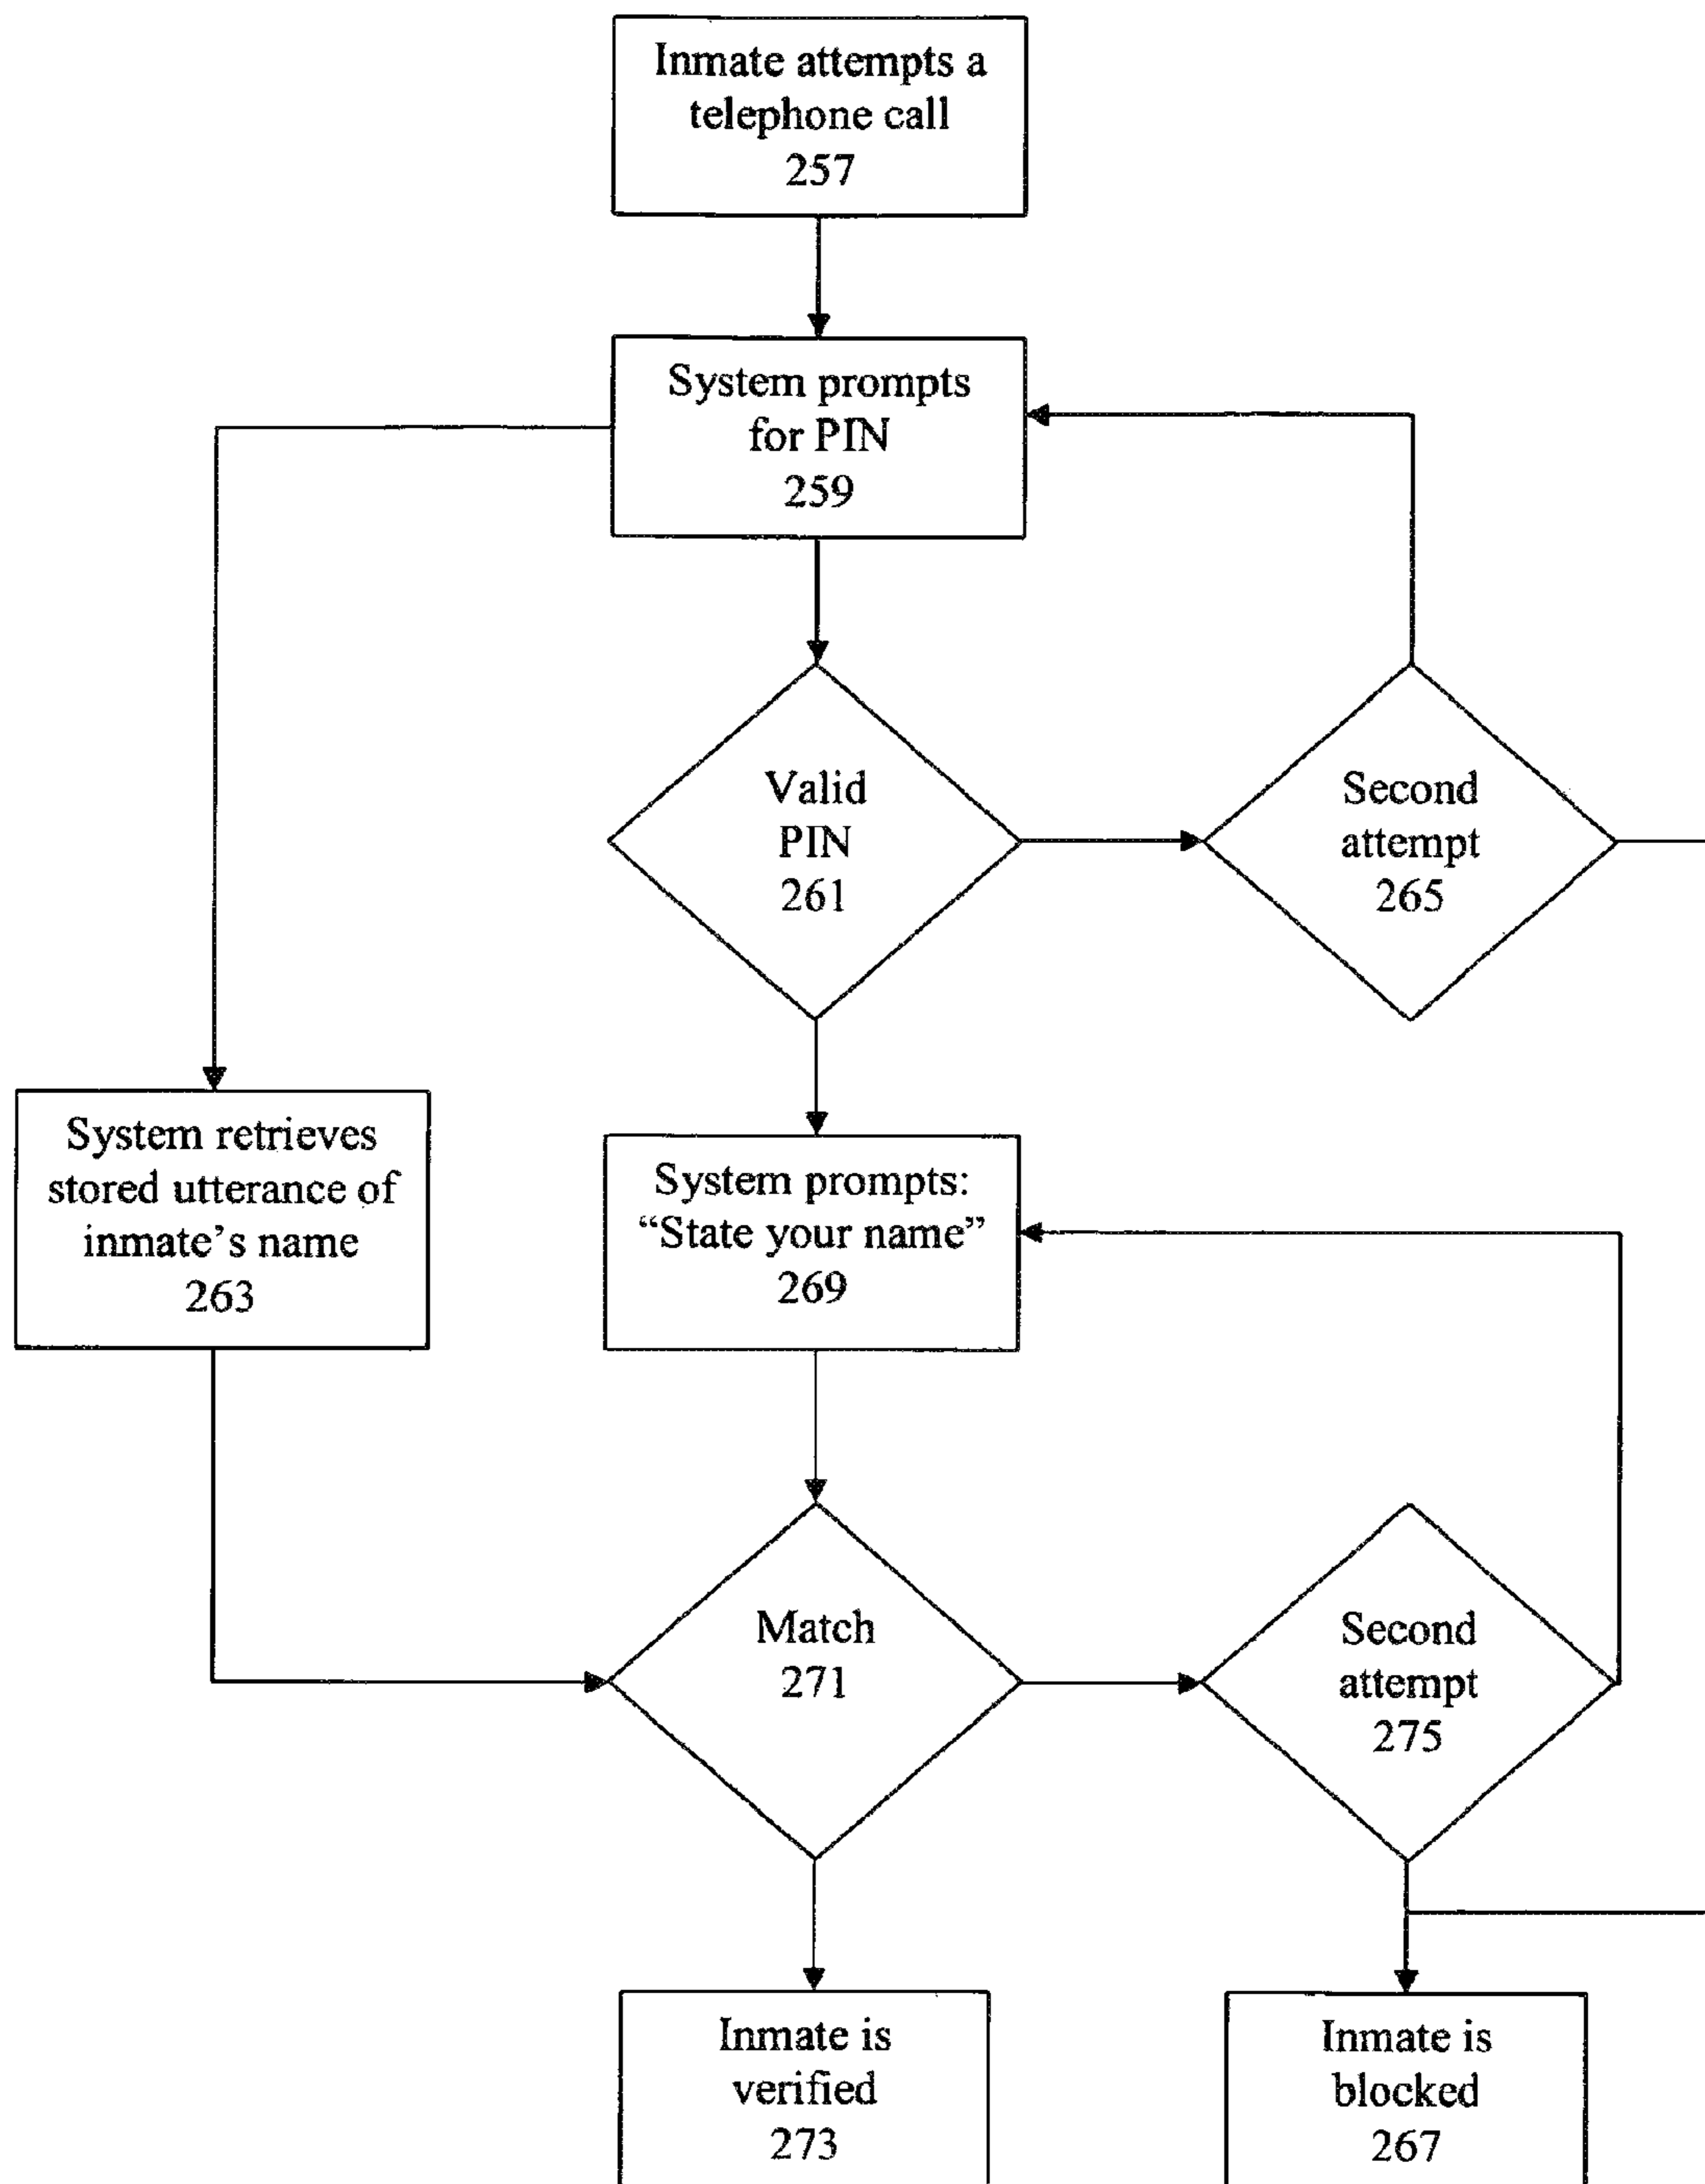 Inmate attempts a
telephone call
257
System prompts
for PIN
259
Valid
PIN
261
Second
attempt
265
System retrieves
stored utterance of
inmate’s name
263
System prompts:
“State your name”
269
Match
271
Second
attempt
275
Inmate is
verified
273
Inmate is
blocked
267